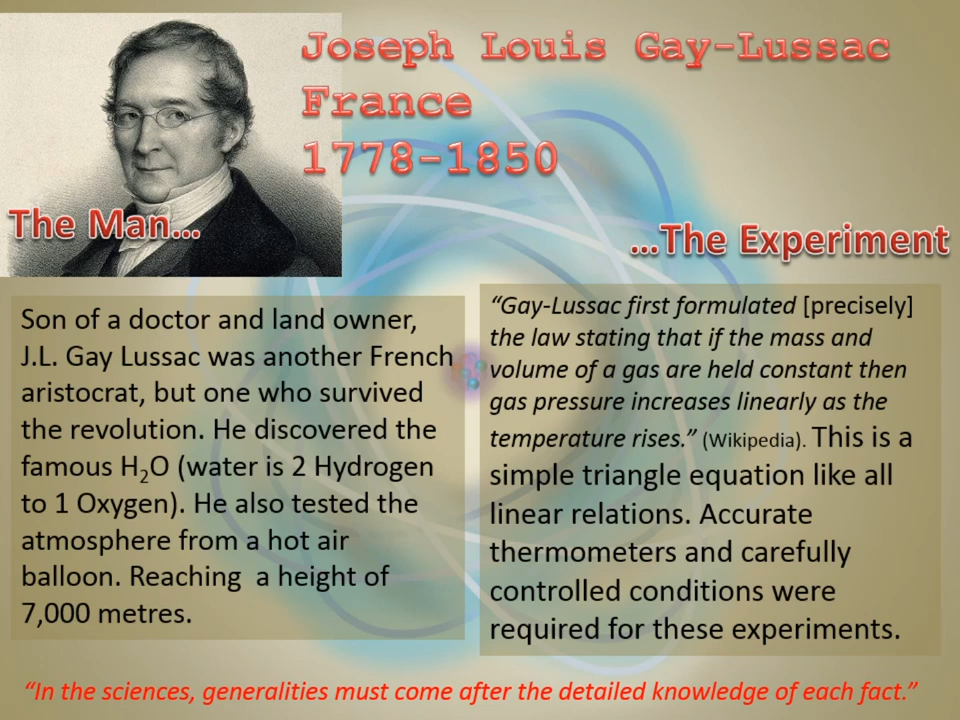 Joseph Louis Gay-Lussac
France
1778-1850
The Man…
…The Experiment
Son of a doctor and land owner,
J.L. Gay Lussac was another French
aristocrat, but one who survived
the revolution. He discovered the
famous H₂O (water is 2 Hydrogen
to 1 Oxygen). He also tested the
atmosphere from a hot air
balloon. Reaching  a height of
7,000 metres.
“Gay-Lussac first formulated [precisely]
the law stating that if the mass and
volume of a gas are held constant then
gas pressure increases linearly as the
temperature rises.” (Wikipedia). This is a
simple triangle equation like all
linear relations. Accurate
thermometers and carefully
controlled conditions were
required for these experiments.
“In the sciences, generalities must come after the detailed knowledge of each fact.”